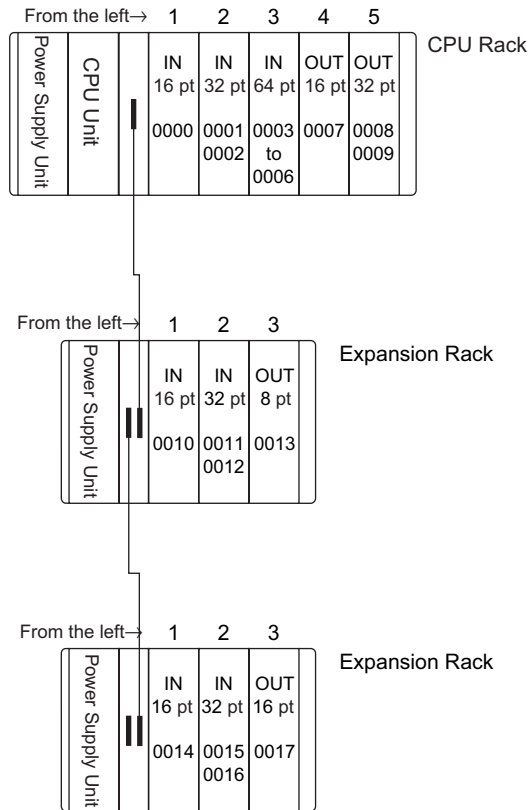 From the left→ 1 2 3 4 5
CPU Rack
Power Supply Unit
CPU Unit
IN IN IN OUT OUT
16 pt 32 pt 64 pt 16 pt 32 pt
0000 0001 0003 0007 0008
0002 to 0009
0006
From the left→ 1 2 3
Expansion Rack
Power Supply Unit
IN IN OUT
16 pt 32 pt 8 pt
0010 0011 0013
0012
From the left→ 1 2 3
Expansion Rack
Power Supply Unit
IN IN OUT
16 pt 32 pt 16 pt
0014 0015 0017
0016